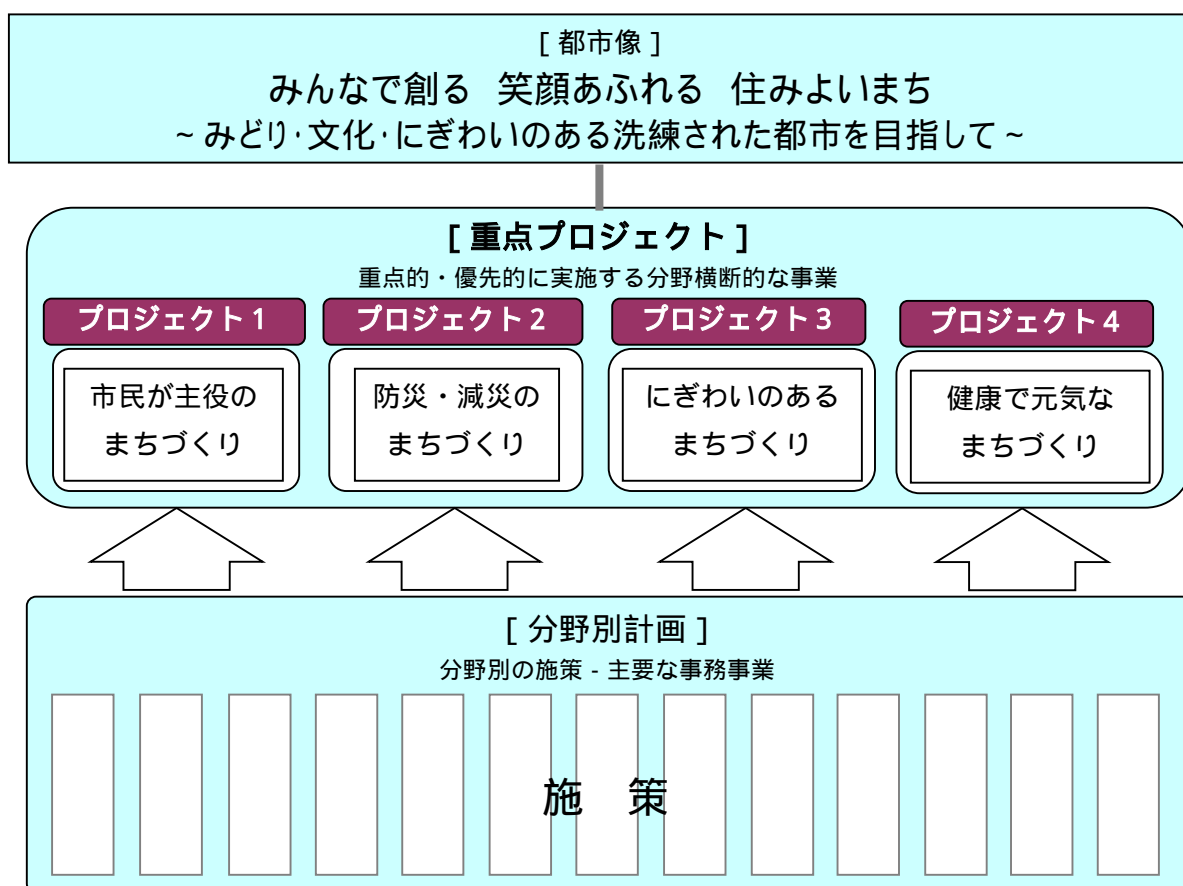 [ 都市像 ]
みんなで創る 笑顔あふれる 住みよいまち
~ みどり・文化・にぎわいのある洗練された都市を目指して ~
[ 重点プロジェクト ]
重点的・優先的に実施する分野横断的な事業
プロジェクト1
市民が主役の
まちづくり
プロジェクト2
防災・減災の
まちづくり
プロジェクト3
にぎわいのある
まちづくり
プロジェクト4
健康で元気な
まちづくり
[ 分野別計画 ]
分野別の施策 - 主要な事務事業
施 策